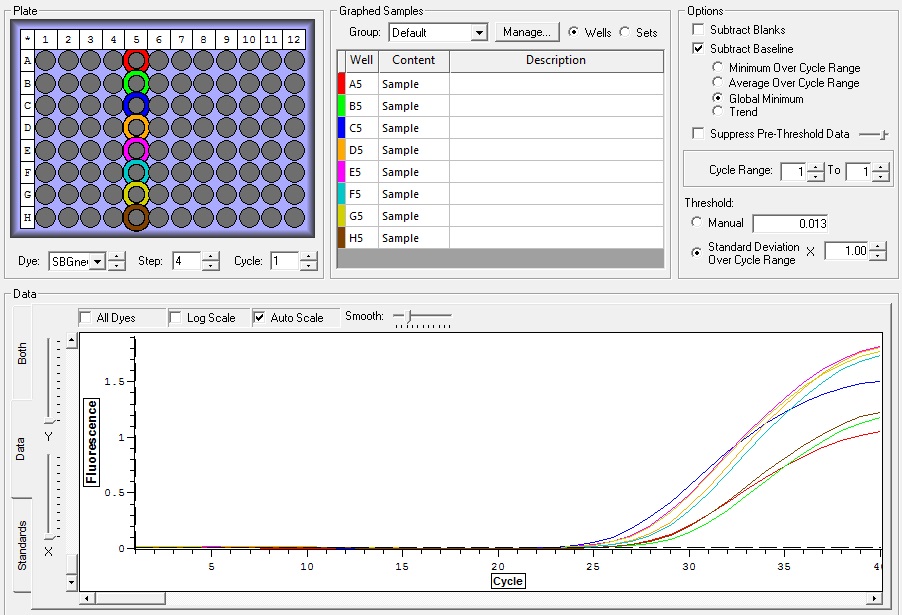 Plate
* 1 2 3 4 5 6 7 8 9 10 11 12
A
B
C
D
E
F
G
H
Dye: SBGne Step: 4 Cycle: 1
Graphed Samples
Group: Default Manage... Wells Sets
Well Content Description
A5 Sample
B5 Sample
C5 Sample
D5 Sample
E5 Sample
F5 Sample
G5 Sample
H5 Sample
Options
Subtract Blanks
Subtract Baseline
Minimum Over Cycle Range
Average Over Cycle Range
Global Minimum
Trend
Suppress Pre-Threshold Data
Cycle Range: 1 To 1
Threshold:
Manual 0.013
Standard Deviation
Over Cycle Range X 1.00
Data
Both
Data
Standards
Y
X
All Dyes Log Scale Auto Scale Smooth:
Fluorescence
1.5
1
0.5
0
5 10 15 20 25 30 35 40
Cycle